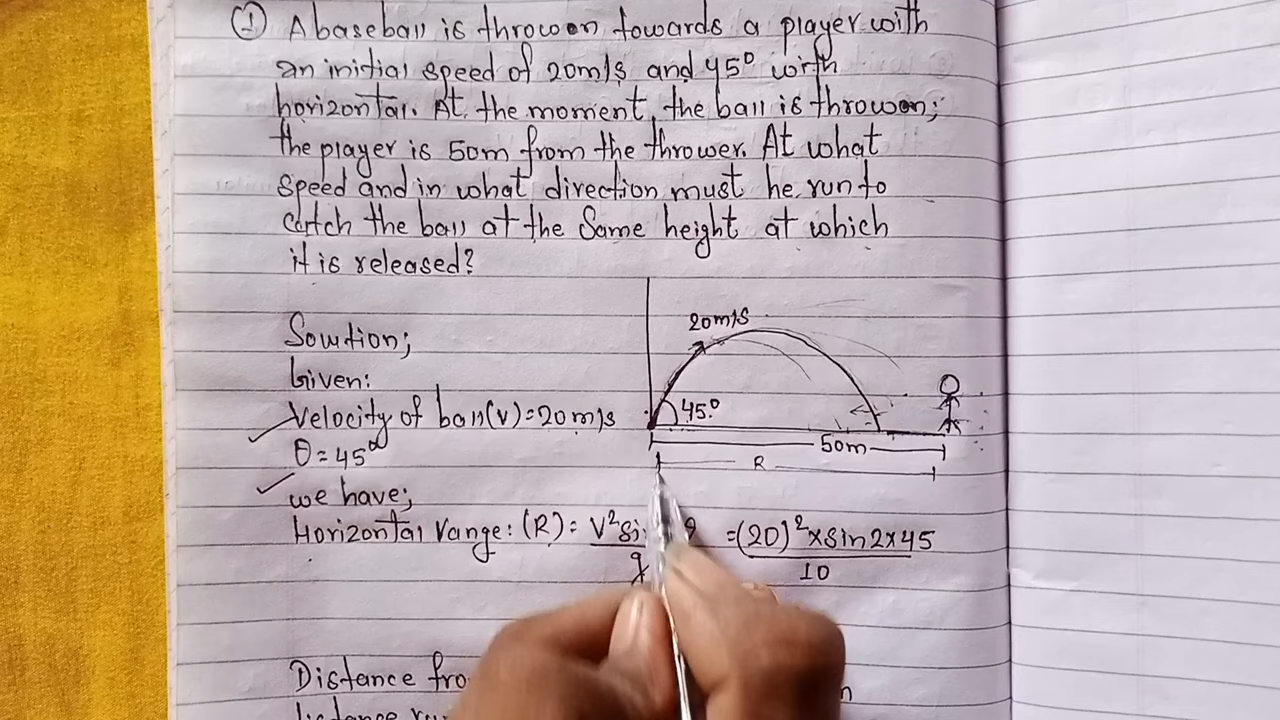 ① A baseball is throwon towards a player with
an initial speed of 20m/s and 45° with
horizontal. At the moment, the ball is throwon;
the player is 50m from the thrower. At what
speed and in what direction must he run to
catch the ball at the same height at which
it is released?
Solution;
Given:
Velocity of ball(v)=20m/s
θ=45°
we have;
Horizontal range: (R)= v²si
g
=(20)²×sin2×45
10
20m/s
45°
50m
R
Distance fro